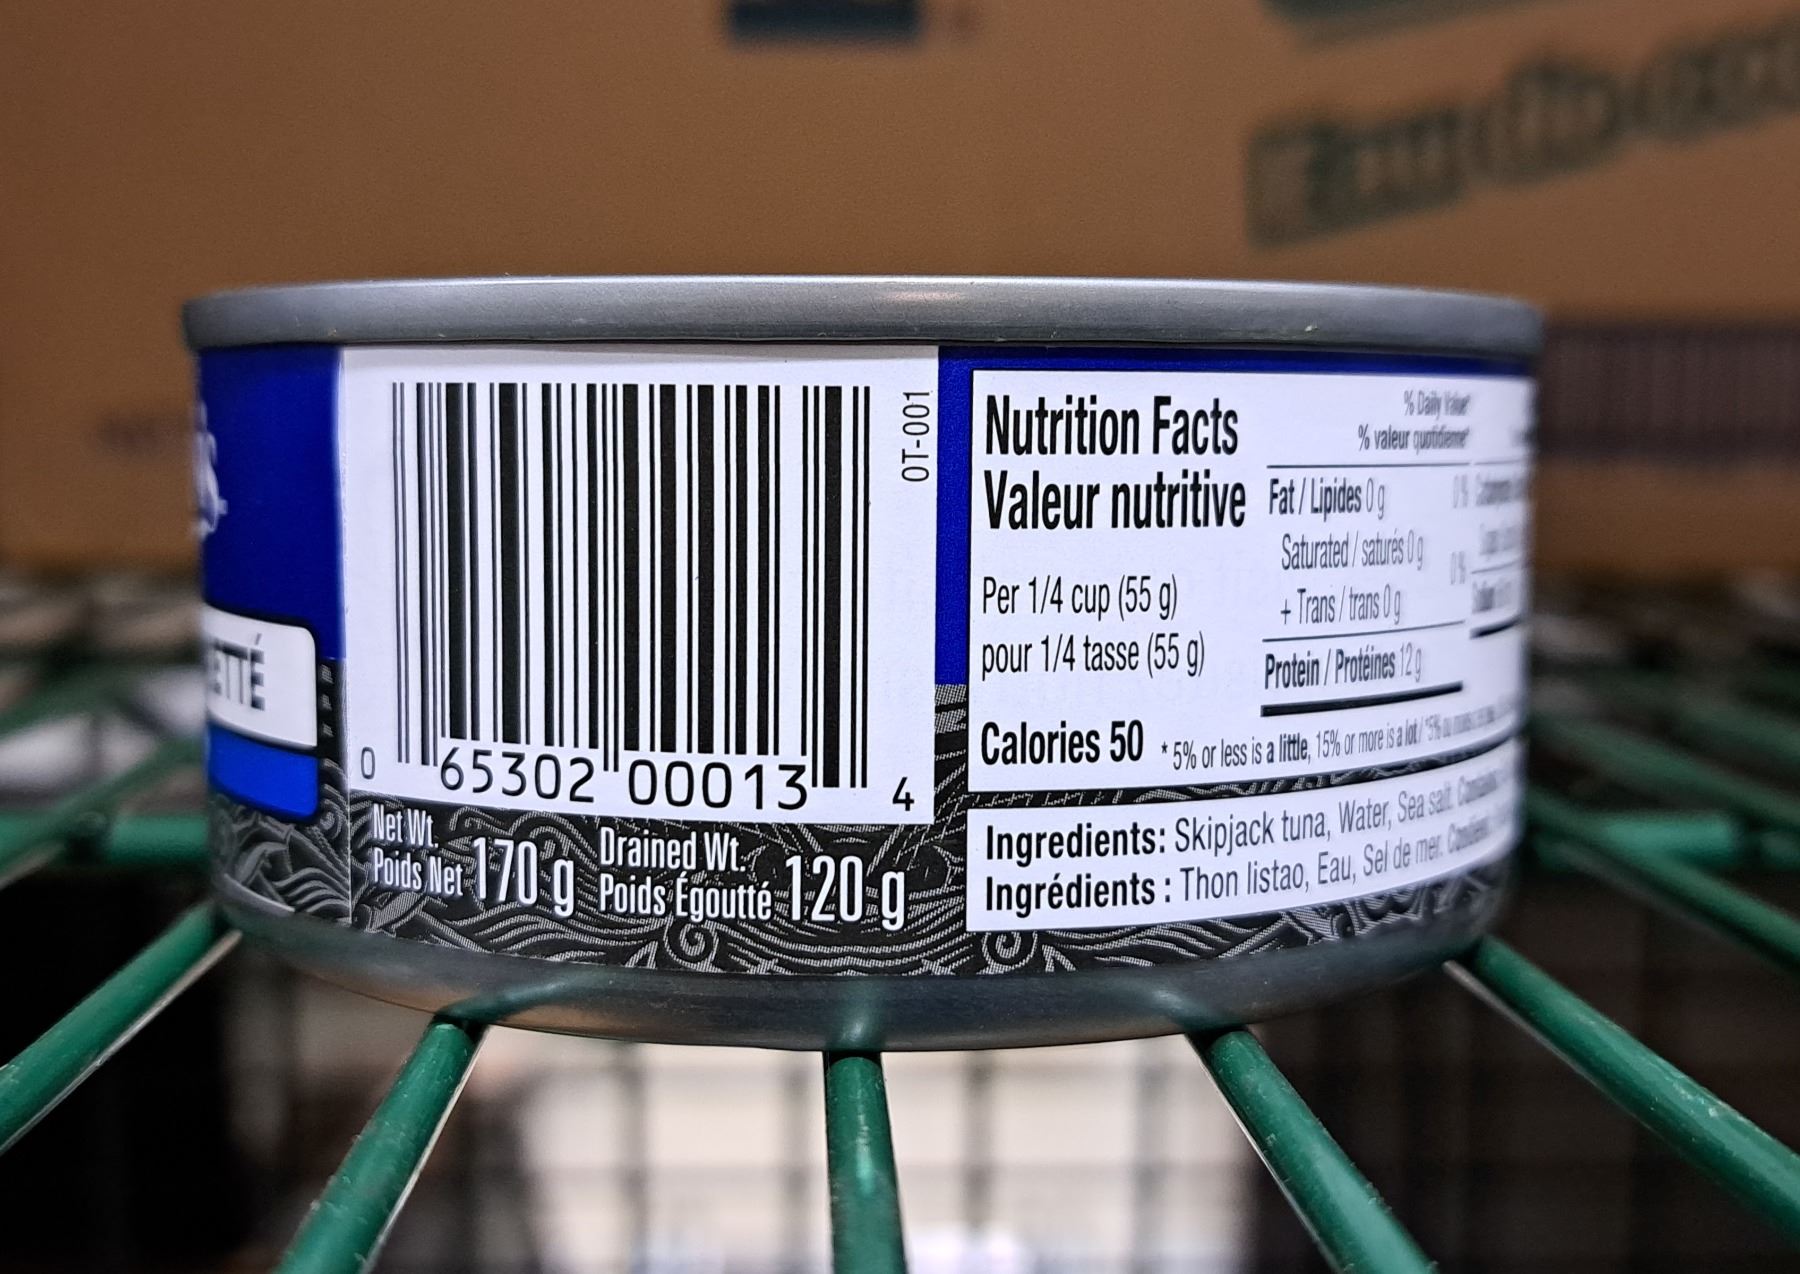 ETTÉ
OT-001
0 65302 00013 4
Net Wt.
Poids Net 170 g
Drained Wt.
Poids Égoutté 120 g
Nutrition Facts
Valeur nutritive
Per 1/4 cup (55 g)
pour 1/4 tasse (55 g)
Calories 50
% Daily Value*
% valeur quotidienne*
Fat / Lipides 0 g 0%
Saturated / saturés 0 g
+ Trans / trans 0 g 0%
Protein / Protéines 12 g
* 5% or less is a little, 15% or more is a lot / *5% ou
Ingredients: Skipjack tuna, Water, Sea salt.
Ingrédients : Thon listao, Eau, Sel de mer.